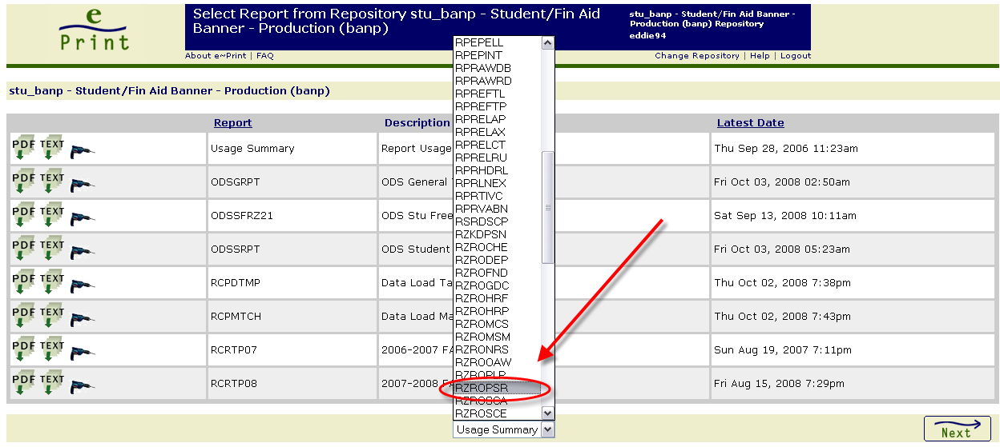 e
Print
Select Report from Repository stu_banp - Student/Fin Aid
Banner - Production (banp)
stu_banp - Student/Fin Aid Banner -
Production (banp) Repository
eddie94
About e~Print | FAQ
Change Repository | Help | Logout
stu_banp - Student/Fin Aid Banner - Production (banp)
Report Description Latest Date
PDF TEXT Usage Summary Report Usage Thu Sep 28, 2006 11:23am
PDF TEXT ODSGRPT ODS General Fri Oct 03, 2008 02:50am
PDF TEXT ODSSFRZ21 ODS Stu Free Sat Sep 13, 2008 10:11am
PDF TEXT ODSSRPT ODS Student Fri Oct 03, 2008 05:23am
PDF TEXT RCPDTMP Data Load Ta Thu Oct 02, 2008 7:38pm
PDF TEXT RCPMTCH Data Load Ma Thu Oct 02, 2008 7:43pm
PDF TEXT RCRTP07 2006-2007 FA Sun Aug 19, 2007 7:11pm
PDF TEXT RCRTP08 2007-2008 Fri Aug 15, 2008 7:29pm
RPEPELL
RPEPINT
RPRAWDB
RPRAWRD
RPREFTL
RPREFTP
RPRELAP
RPRELAX
RPRELCT
RPRELRU
RPRHDRL
RPRLNEX
RPRTIVC
RPRVABN
RSRDSCP
RZKDPSN
RZROCHE
RZRODEP
RZROFND
RZROGDC
RZROHRF
RZROHRP
RZROMCS
RZROMSM
RZRONRS
RZROOAW
RZROPLP
RZROPSR
RZROSCA
RZROSCE
Usage Summary
Next